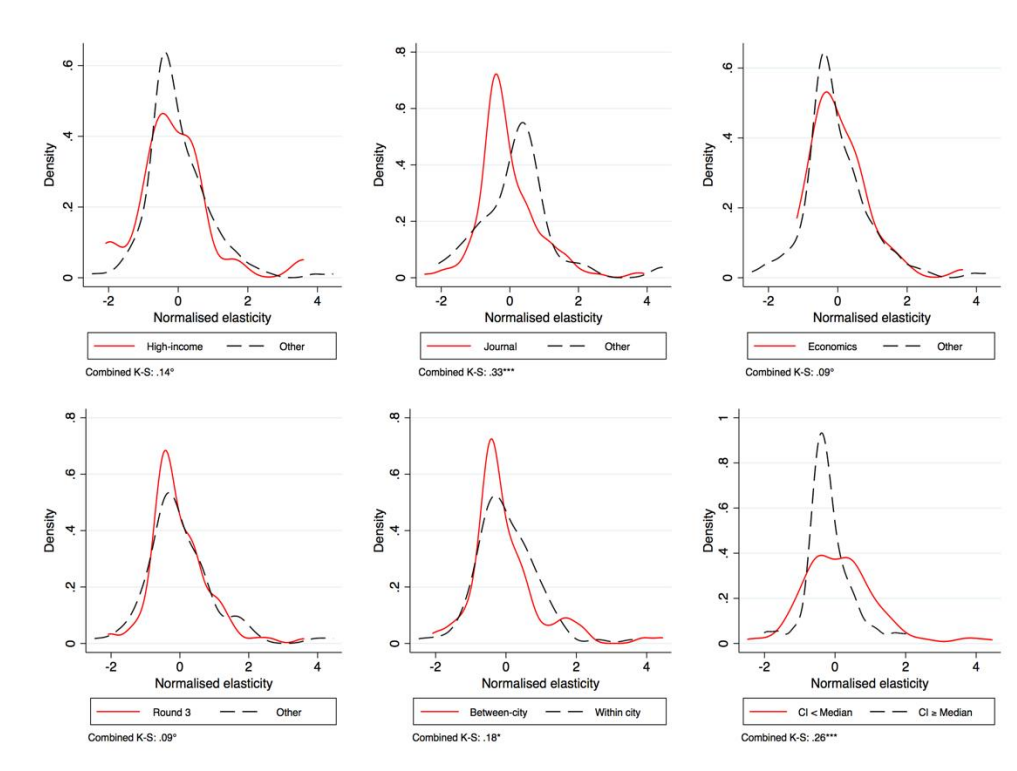 .6
.4
.2
0
Density
-2 0 2 4
Normalised elasticity
High-income Other
Combined K-S: .14°
.8
.6
.4
.2
0
Density
-2 0 2 4
Normalised elasticity
Journal Other
Combined K-S: .33***
.6
.4
.2
0
Density
-2 0 2 4
Normalised elasticity
Economics Other
Combined K-S: .09°
.8
.6
.4
.2
0
Density
-2 0 2 4
Normalised elasticity
Round 3 Other
Combined K-S: .09°
.8
.6
.4
.2
0
Density
-2 0 2 4
Normalised elasticity
Between-city Within city
Combined K-S: .18*
1
.8
.6
.4
.2
0
Density
-2 0 2 4
Normalised elasticity
CI < Median CI ≥ Median
Combined K-S: .26***